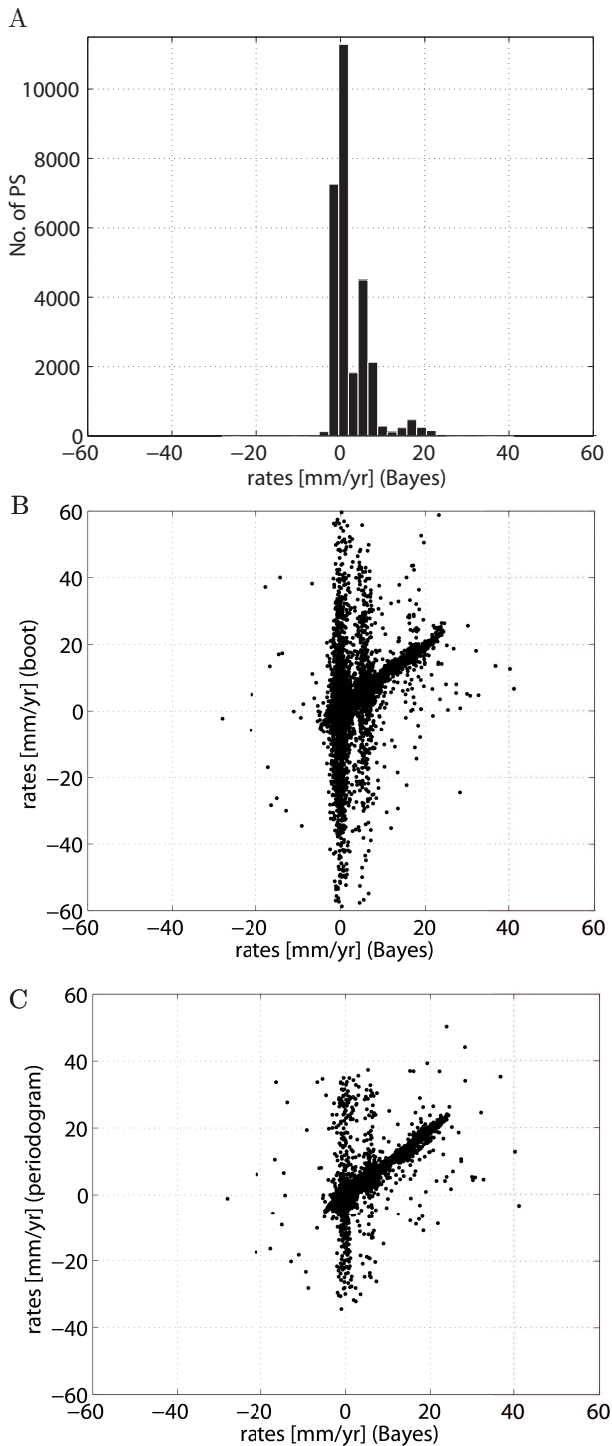 A
10000
8000
6000
4000
2000
0
No. of PS
−60 −40 −20 0 20 40 60
rates [mm/yr] (Bayes)
B
60
40
20
0
−20
−40
−60
rates [mm/yr] (boot)
−60 −40 −20 0 20 40 60
rates [mm/yr] (Bayes)
C
60
40
20
0
−20
−40
−60
rates [mm/yr] (periodogram)
−60 −40 −20 0 20 40 60
rates [mm/yr] (Bayes)